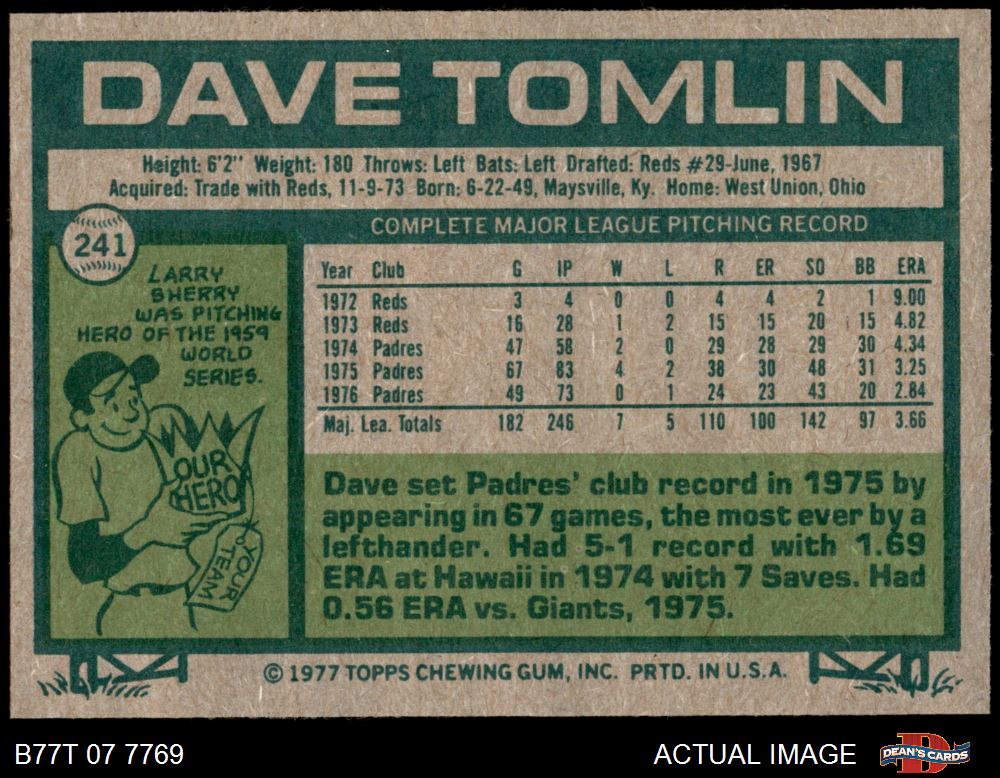 DAVE TOMLIN
Height: 6'2" Weight: 180 Throws: Left Bats: Left Drafted: Reds #29-June, 1967
Acquired: Trade with Reds, 11-9-73 Born: 6-22-49, Maysville, Ky. Home: West Union, Ohio
241
LARRY
SHERRY
WAS PITCHING
HERO OF THE 1959
WORLD
SERIES.
OUR
HERO
YOUR
TEAM
COMPLETE MAJOR LEAGUE PITCHING RECORD
Year Club G IP W L R ER SO BB ERA
1972 Reds 3 4 0 0 4 4 2 1 9.00
1973 Reds 16 28 1 2 15 15 20 15 4.82
1974 Padres 47 58 2 0 29 28 29 30 4.34
1975 Padres 67 83 4 2 38 30 48 31 3.25
1976 Padres 49 73 0 1 24 23 43 20 2.84
Maj. Lea. Totals 182 246 7 5 110 100 142 97 3.66
Dave set Padres' club record in 1975 by
appearing in 67 games, the most ever by a
lefthander. Had 5-1 record with 1.69
ERA at Hawaii in 1974 with 7 Saves. Had
0.56 ERA vs. Giants, 1975.
© 1977 TOPPS CHEWING GUM, INC. PRTD. IN U.S.A.
B77T 07 7769
ACTUAL IMAGE
D
DEAN'S CARDS